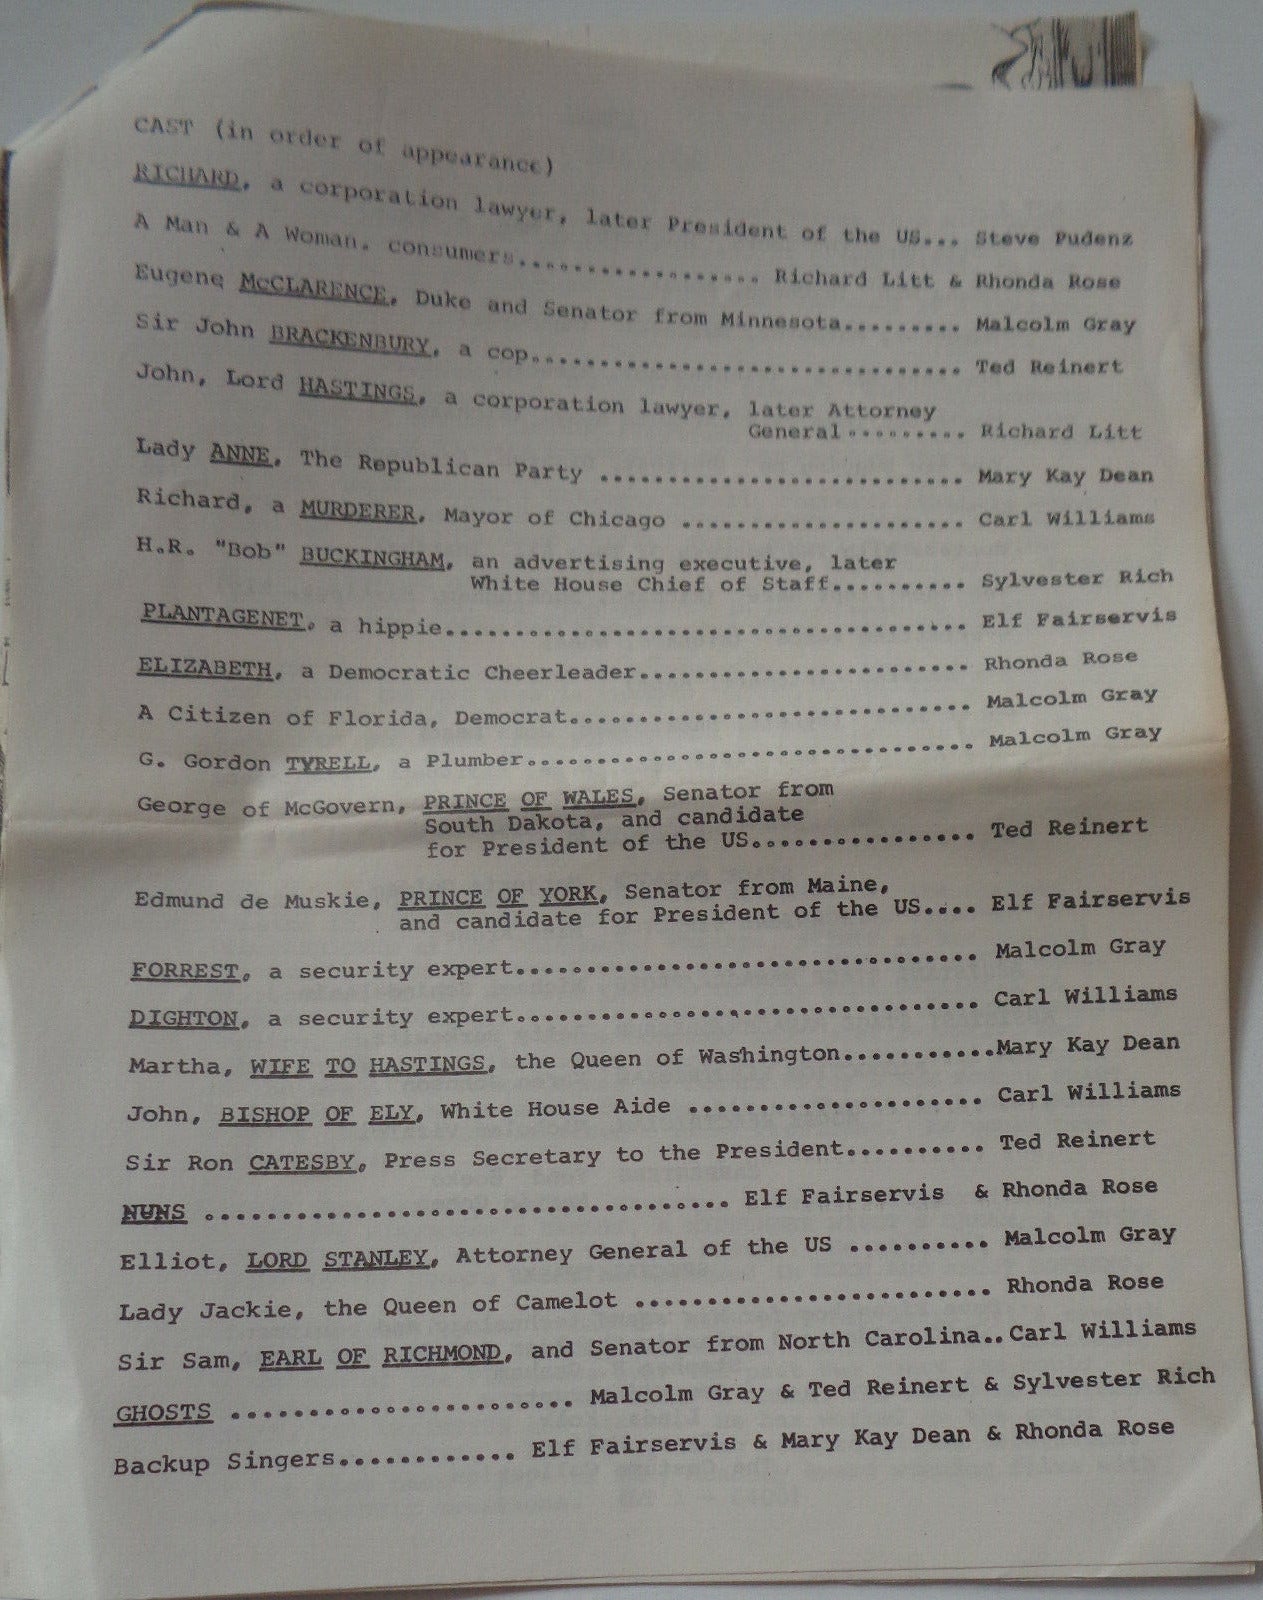 CAST (in order of appearance)
RICHARD, a corporation lawyer, later President of the US... Steve Pudenz
A Man & A Woman, consumers.................... Richard Litt & Rhonda Rose
Eugene McCLARENCE, Duke and Senator from Minnesota.......... Malcolm Gray
Sir John BRACKENBURY, a cop.................................... Ted Reinert
John, Lord HASTINGS, a corporation lawyer, later Attorney
General.......... Richard Litt
Lady ANNE, The Republican Party .............................. Mary Kay Dean
Richard, a MURDERER, Mayor of Chicago ........................ Carl Williams
H.R. "Bob" BUCKINGHAM, an advertising executive, later
White House Chief of Staff........... Sylvester Rich
PLANTAGENET, a hippie............................................ Elf Fairservis
ELIZABETH, a Democratic Cheerleader............................ Rhonda Rose
A Citizen of Florida, Democrat.................................. Malcolm Gray
G. Gordon TYRELL, a Plumber...................................... Malcolm Gray
George of McGovern, PRINCE OF WALES, Senator from
South Dakota, and candidate
for President of the US................... Ted Reinert
Edmund de Muskie, PRINCE OF YORK, Senator from Maine,
and candidate for President of the US.... Elf Fairservis
FORREST, a security expert....................................... Malcolm Gray
DIGHTON, a security expert....................................... Carl Williams
Martha, WIFE TO HASTINGS, the Queen of Washington............Mary Kay Dean
John, BISHOP OF ELY, White House Aide ......................... Carl Williams
Sir Ron CATESBY, Press Secretary to the President............ Ted Reinert
NUNS .................................... Elf Fairservis & Rhonda Rose
Elliot, LORD STANLEY, Attorney General of the US .......... Malcolm Gray
Lady Jackie, the Queen of Camelot .......................... Rhonda Rose
Sir Sam, EARL OF RICHMOND, and Senator from North Carolina..Carl Williams
GHOSTS ........................ Malcolm Gray & Ted Reinert & Sylvester Rich
Backup Singers............ Elf Fairservis & Mary Kay Dean & Rhonda Rose